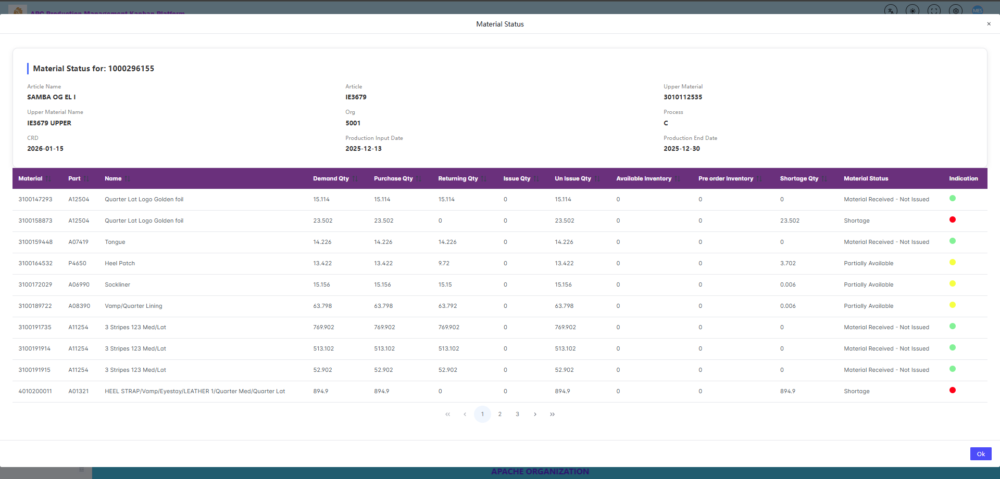 APC Production Management Kanban Platform
MES
Material Status
×
Material Status for: 1000296155
Article Name Article Upper Material
SAMBA OG EL I IE3679 3010112535
Upper Material Name Org Process
IE3679 UPPER 5001 C
CRD Production Input Date Production End Date
2026-01-15 2025-12-13 2025-12-30
Material Part Name Demand Qty Purchase Qty Returning Qty Issue Qty Un Issue Qty Available Inventory Pre order Inventory Shortage Qty Material Status Indication
3100147293 A12504 Quarter Lat Logo Golden foil 15.114 15.114 15.114 0 15.114 0 0 0 Material Received - Not Issued
3100158873 A12504 Quarter Lat Logo Golden foil 23.502 23.502 0 0 23.502 0 0 23.502 Shortage
3100159448 A07419 Tongue 14.226 14.226 14.226 0 14.226 0 0 0 Material Received - Not Issued
3100164532 P4650 Heel Patch 13.422 13.422 9.72 0 13.422 0 0 3.702 Partially Available
3100172029 A06990 Sockliner 15.156 15.156 15.15 0 15.156 0 0 0.006 Partially Available
3100189722 A08390 Vamp/Quarter Lining 63.798 63.798 63.792 0 63.798 0 0 0.006 Partially Available
3100191735 A11254 3 Stripes 123 Med/Lat 769.902 769.902 769.902 0 769.902 0 0 0 Material Received - Not Issued
3100191914 A11254 3 Stripes 123 Med/Lat 513.102 513.102 513.102 0 513.102 0 0 0 Material Received - Not Issued
3100191915 A11254 3 Stripes 123 Med/Lat 52.902 52.902 52.902 0 52.902 0 0 0 Material Received - Not Issued
4010200011 A01321 HEEL STRAP/Vamp/Eyestay/LEATHER 1/Quarter Med/Quarter Lat 894.9 894.9 0 0 894.9 0 0 894.9 Shortage
« ‹ 1 2 3 › »
Ok
APACHE ORGANIZATION